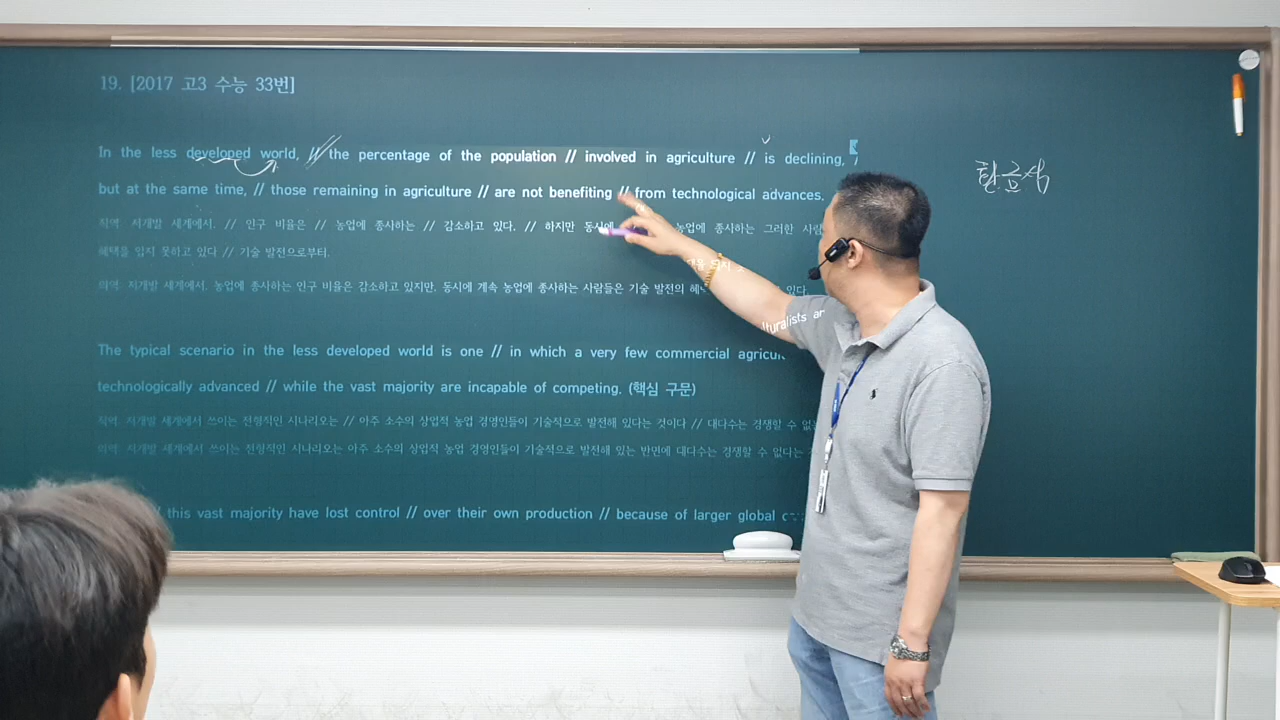 19. [2017 고3 수능 33번]
In the less developed world, // the percentage of the population // involved in agriculture // is declining, /
한글식
but at the same time, // those remaining in agriculture // are not benefiting // from technological advances.
직역. 저개발 세계에서. // 인구 비율은 // 농업에 종사하는 // 감소하고 있다. // 하지만 동시에 농업에 종사하는 그러한 사람
혜택을 입지 못하고 있다 // 기술 발전으로부터.
의역. 저개발 세계에서. 농업에 종사하는 인구 비율은 감소하고 있지만. 동시에 계속 농업에 종사하는 사람들은 기술 발전의 있다.
The typical scenario in the less developed world is one // in which a very few commercial agricul lturalists ar
technologically advanced // while the vast majority are incapable of competing. (핵심 구문)
직역. 저개발 세계에서 쓰이는 전형적인 시나리오는 // 아주 소수의 상업적 농업 경영인들이 기술적으로 발전해 있다는 것이다 // 대다수는 경쟁할 수 없
의역. 저개발 세계에서 쓰이는 전형적인 시나리오는 아주 소수의 상업적 농업 경영인들이 기술적으로 발전해 있는 반면에 대다수는 경쟁할 수 없다는
/ this vast majority have lost control // over their own production // because of larger global